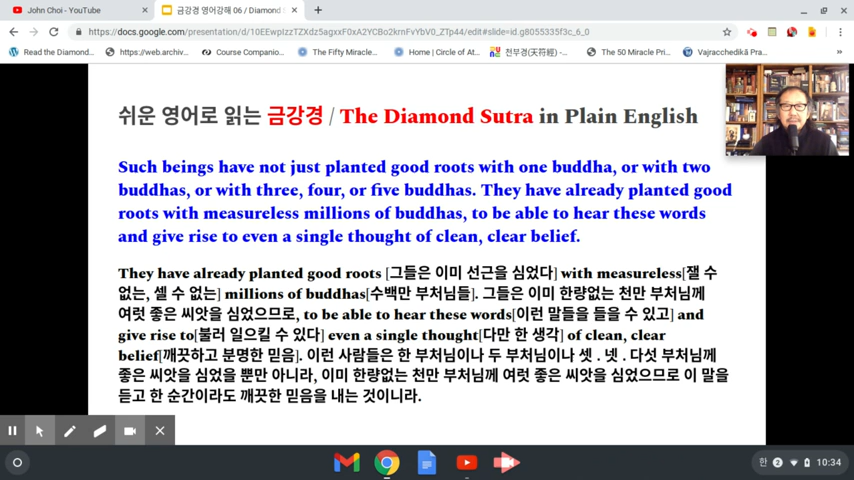 John Choi - YouTube
금강경 영어강해 06 / Diamond
https://docs.google.com/presentation/d/10EEwpIzzTZXdz5agxxF0xA2YCBo2krnFvYbV0_ZTp44/edit#slide=id.g8055335f3c_6_0
Read the Diamond... https://web.archiv... Course Companio... The Fifty Miracle... Home | Circle of At... 천부경(天符經) -... The 50 Miracle Pri... Vajracchedikā Pra...
쉬운 영어로 읽는 금강경 / The Diamond Sutra in Plain English
Such beings have not just planted good roots with one buddha, or with two
buddhas, or with three, four, or five buddhas. They have already planted good
roots with measureless millions of buddhas, to be able to hear these words
and give rise to even a single thought of clean, clear belief.
They have already planted good roots [그들은 이미 선근을 심었다] with measureless[잴 수
없는, 셀 수 없는] millions of buddhas[수백만 부처님들]. 그들은 이미 한량없는 천만 부처님께
여럿 좋은 씨앗을 심었으므로, to be able to hear these words[이런 말들을 들을 수 있고] and
give rise to[불러 일으킬 수 있다] even a single thought[다만 한 생각] of clean, clear
belief[깨끗하고 분명한 믿음]. 이런 사람들은 한 부처님이나 두 부처님이나 셋 . 넷 . 다섯 부처님께
좋은 씨앗을 심었을 뿐만 아니라, 이미 한량없는 천만 부처님께 여럿 좋은 씨앗을 심었으므로 이 말을
듣고 한 순간이라도 깨끗한 믿음을 내는 것이니라.
한 2 10:34